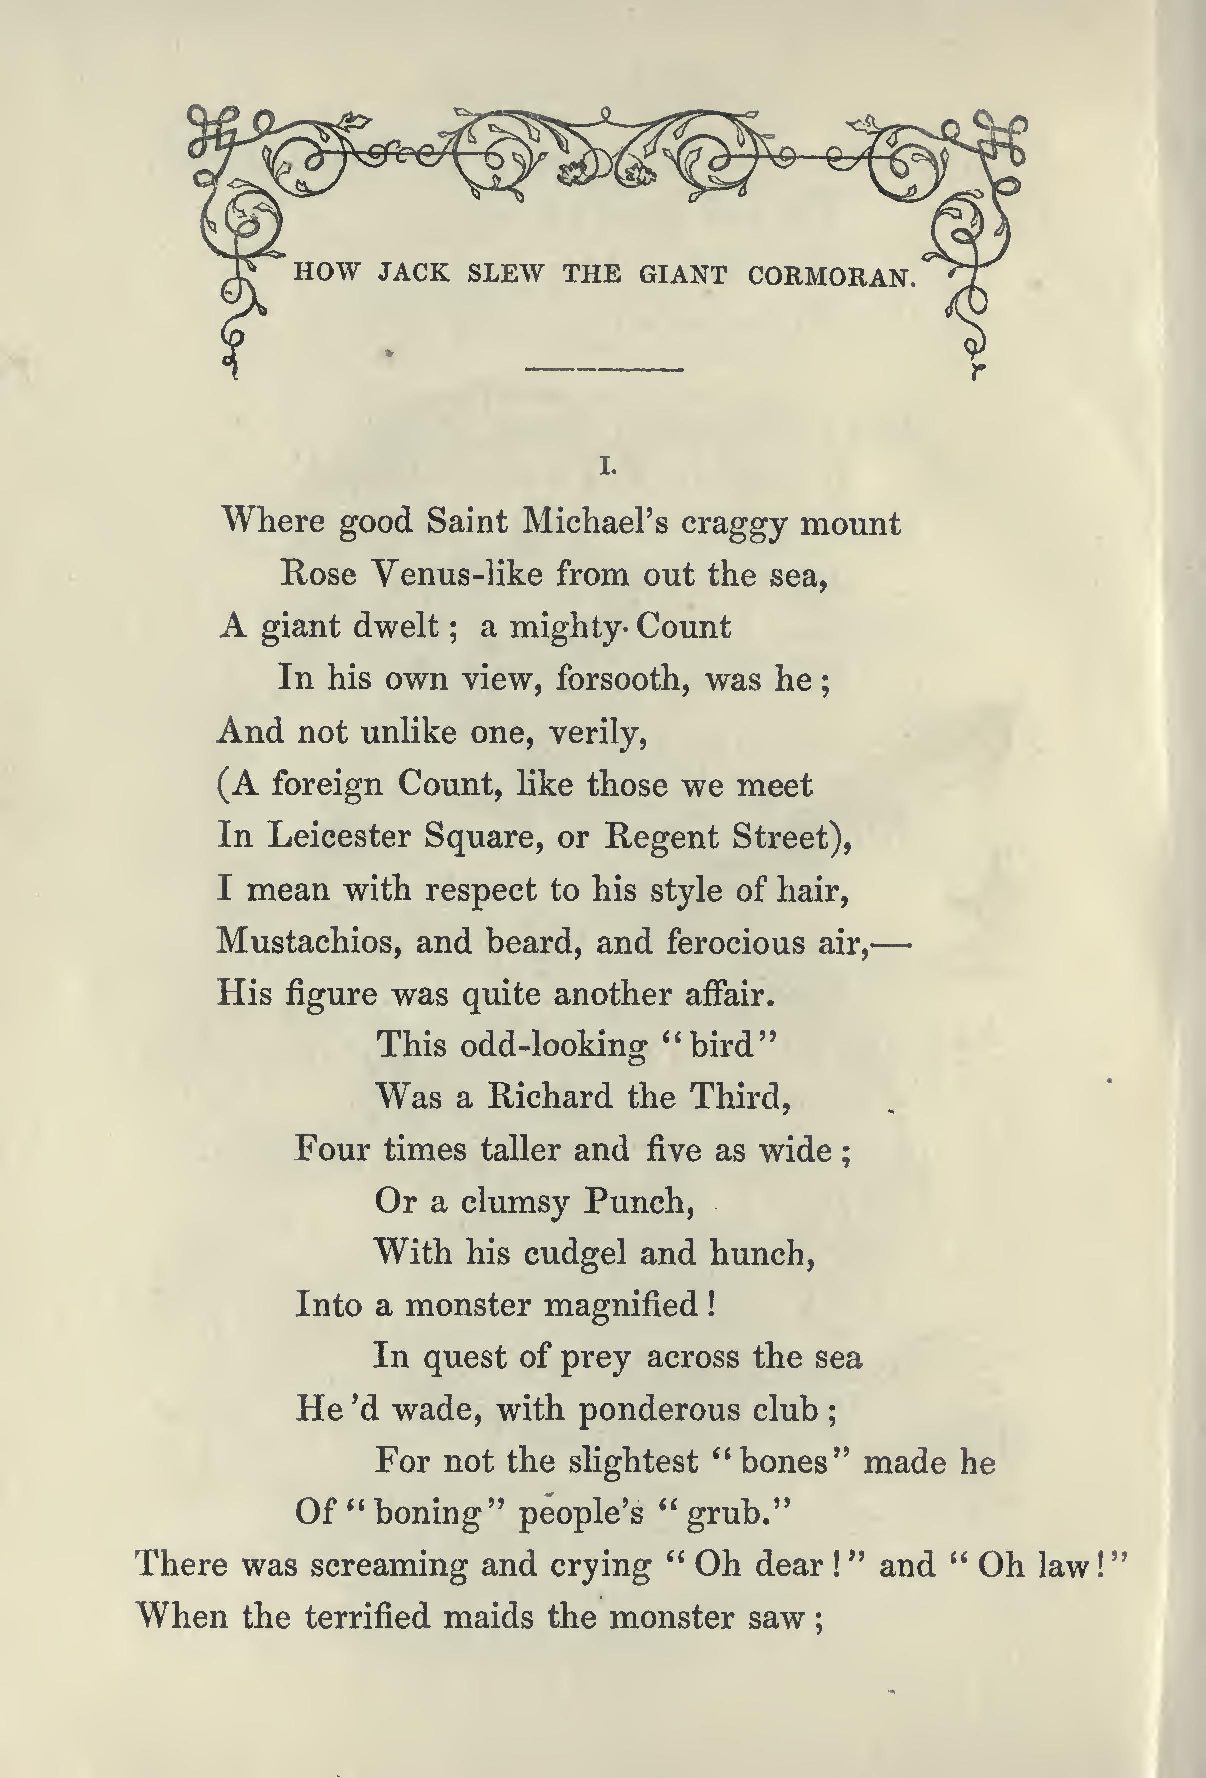 HOW JACK SLEW THE GIANT CORMORAN.
I.
Where good Saint Michael's craggy mount
Rose Venus-like from out the sea,
A giant dwelt; a mighty Count
In his own view, forsooth, was he;
And not unlike one, verily,
(A foreign Count, like those we meet
In Leicester Square, or Regent Street),
I mean with respect to his style of hair,
Mustachios, and beard, and ferocious air,—
His figure was quite another affair.
This odd-looking "bird"
Was a Richard the Third,
Four times taller and five as wide;
Or a clumsy Punch,
With his cudgel and hunch,
Into a monster magnified!
In quest of prey across the sea
He'd wade, with ponderous club;
For not the slightest "bones" made he
Of "boning" people's "grub."
There was screaming and crying "Oh dear!" and "Oh law!"
When the terrified maids the monster saw;